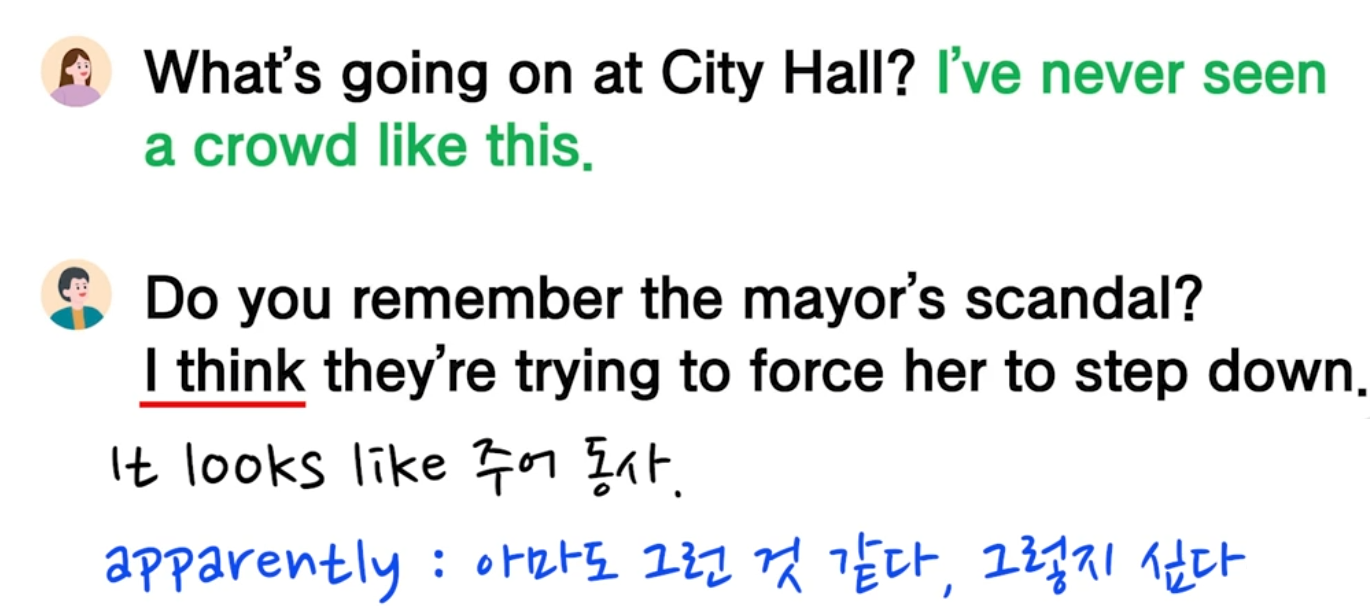 What's going on at City Hall? I've never seen
a crowd like this.
Do you remember the mayor's scandal?
I think they're trying to force her to step down.
It looks like 주어 동사.
apparently : 아마도 그런 것 같다, 그렇지 싶다